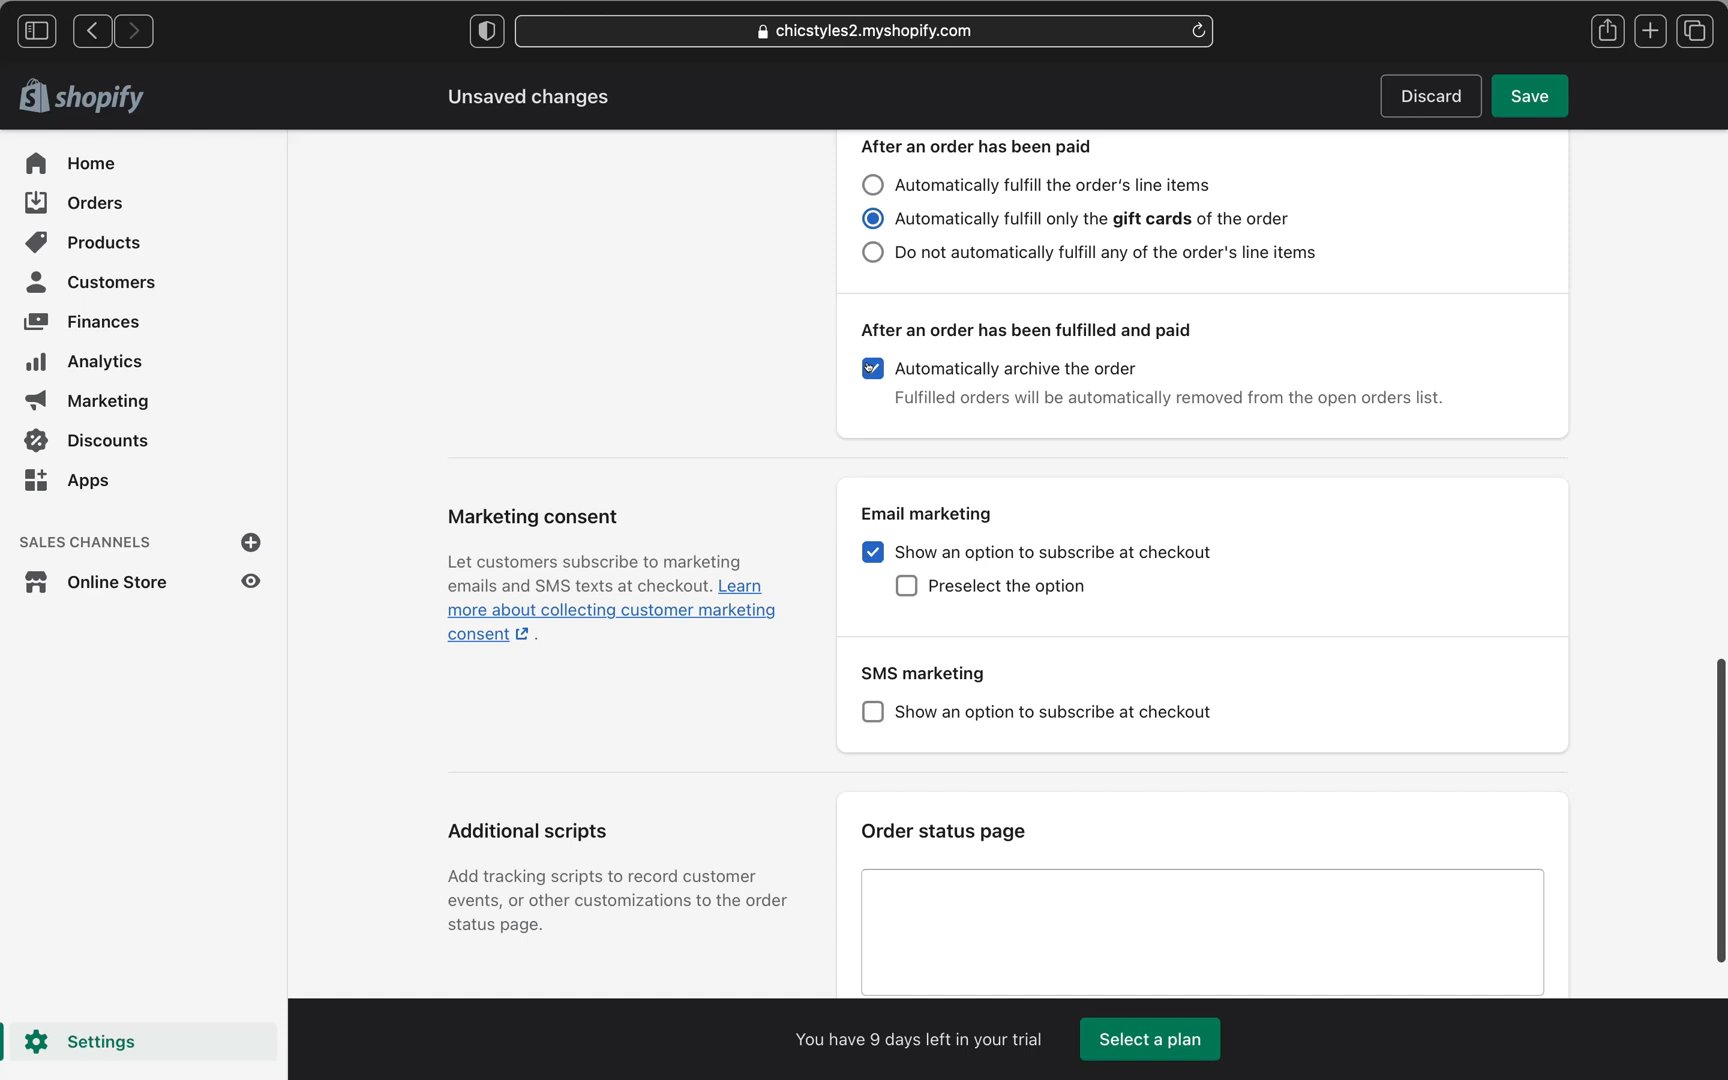 chicstyles2.myshopify.com
shopify
Unsaved changes
Discard
Save
Home
Orders
Products
Customers
Finances
Analytics
Marketing
Discounts
Apps
SALES CHANNELS
Online Store
Settings
After an order has been paid
Automatically fulfill the order's line items
Automatically fulfill only the gift cards of the order
Do not automatically fulfill any of the order's line items
After an order has been fulfilled and paid
Automatically archive the order
Fulfilled orders will be automatically removed from the open orders list.
Marketing consent
Let customers subscribe to marketing
emails and SMS texts at checkout. Learn
more about collecting customer marketing
consent .
Email marketing
Show an option to subscribe at checkout
Preselect the option
SMS marketing
Show an option to subscribe at checkout
Additional scripts
Add tracking scripts to record customer
events, or other customizations to the order
status page.
Order status page
You have 9 days left in your trial
Select a plan